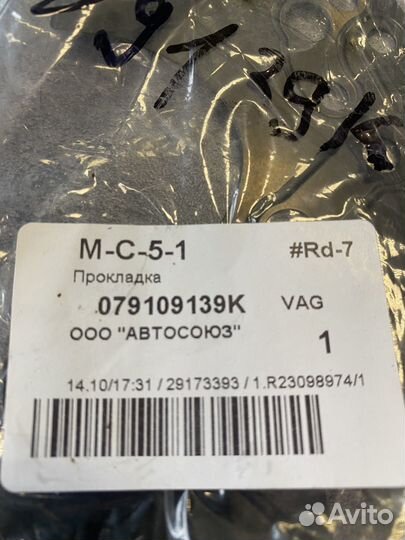 M-C-5-1 #Rd-7
Прокладка
079109139K VAG
ООО "АВТОСОЮЗ" 1
14.10/17:31 / 29173393 / 1.R23098974/1
Avito